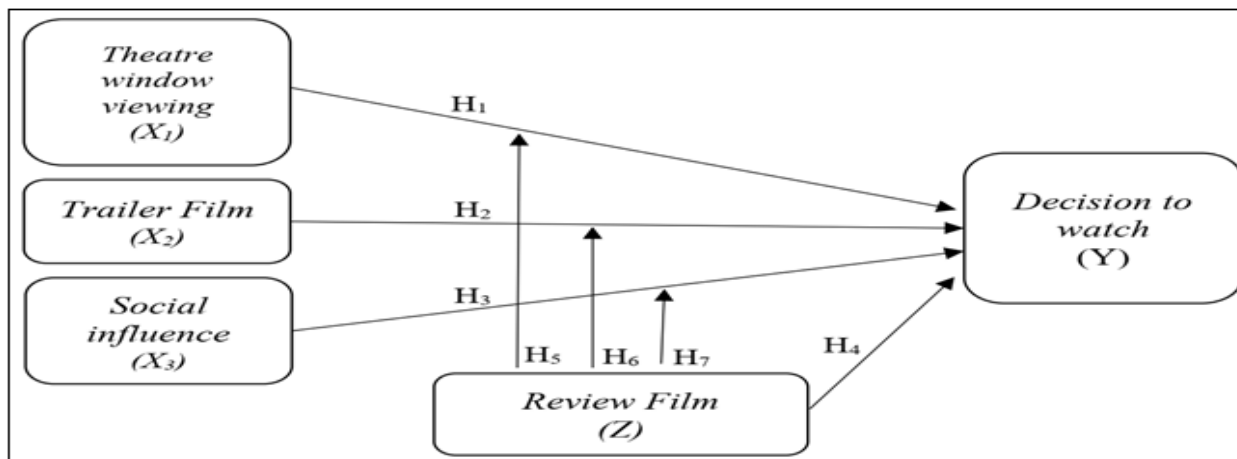 Theatre
window
viewing
(X₁)
H₁
Trailer Film
(X₂)
H₂
Social
influence
(X₃)
H₃
Decision to
watch
(Y)
H₅
H₆
H₇
H₄
Review Film
(Z)